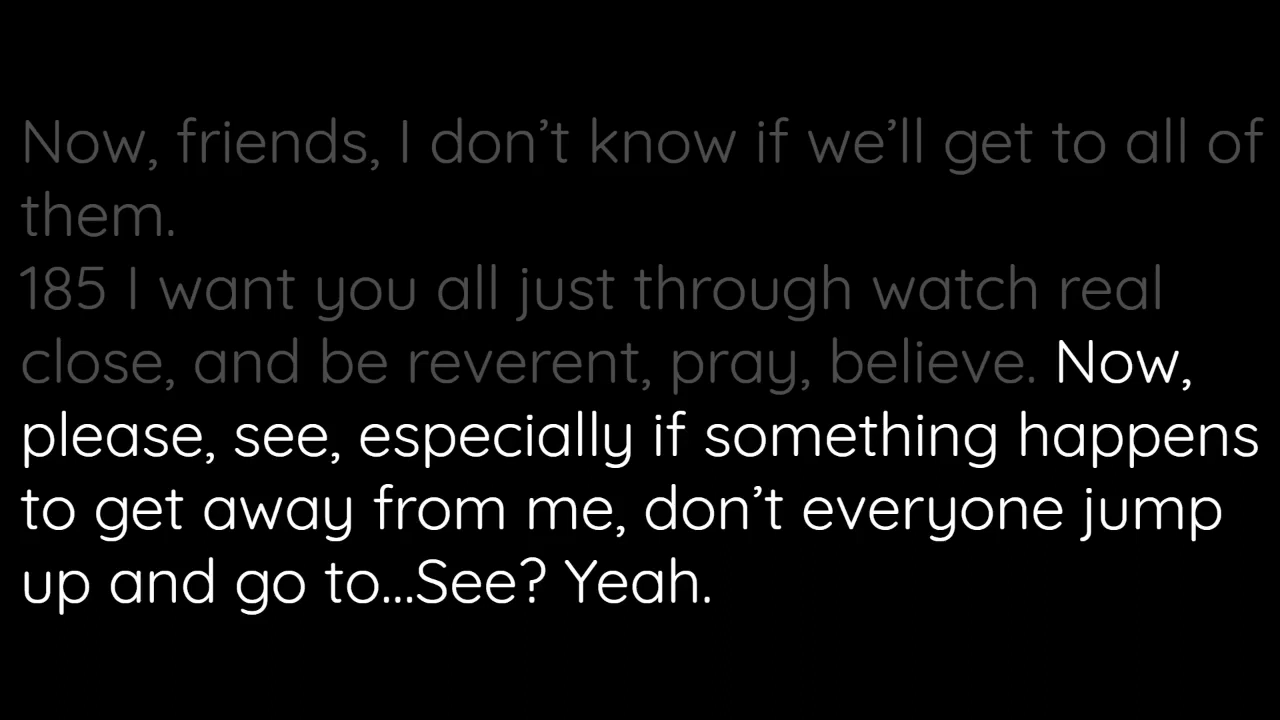 Now, friends, I don’t know if we’ll get to all of
them.
185 I want you all just through watch real
close, and be reverent, pray, believe. Now,
please, see, especially if something happens
to get away from me, don’t everyone jump
up and go to...See? Yeah.